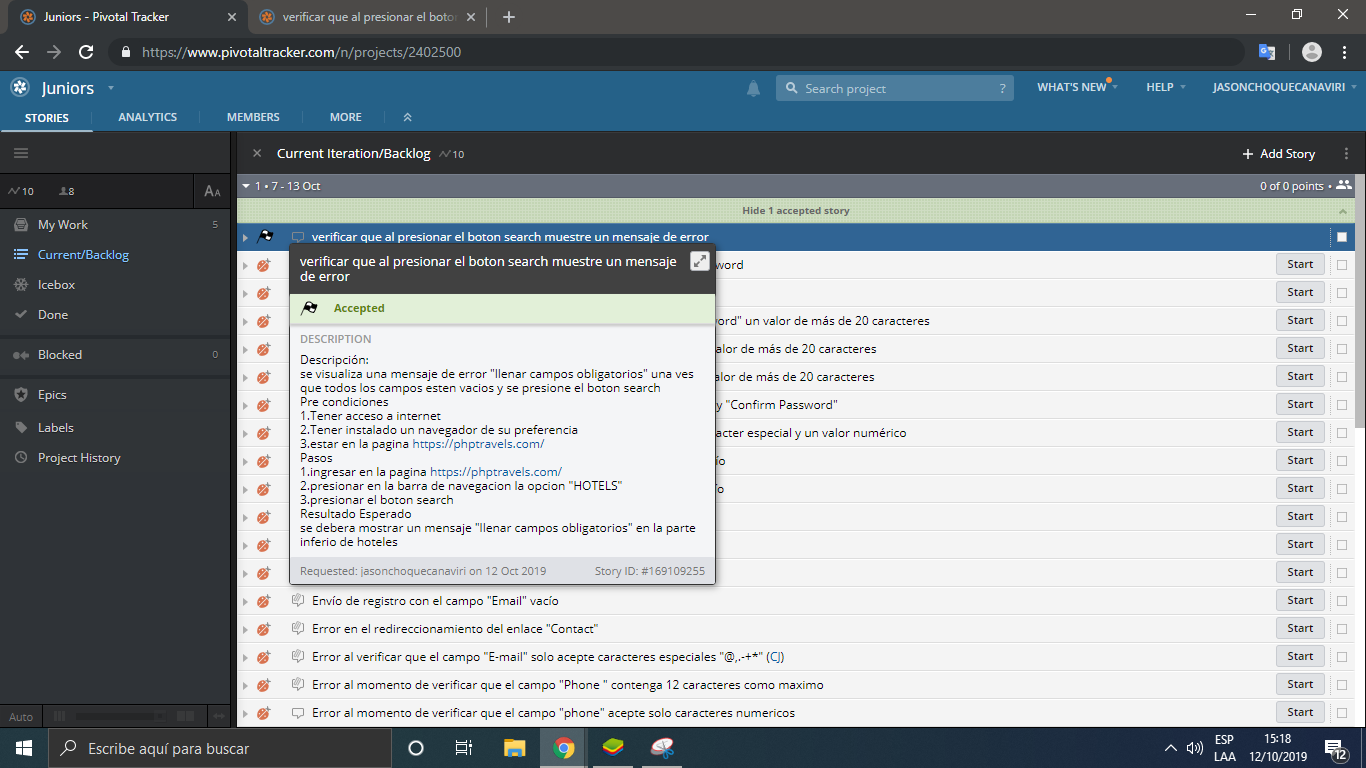 Juniors - Pivotal Tracker
verificar que al presionar el boto
https://www.pivotaltracker.com/n/projects/2402500
Juniors
Search project ?
WHAT'S NEW
HELP
JASONCHOQUECANAVIRI
STORIES
ANALYTICS
MEMBERS
MORE
Current Iteration/Backlog 10
+ Add Story
10 8 AA
1 • 7 - 13 Oct
0 of 0 points •
Hide 1 accepted story
My Work 5
Current/Backlog
Icebox
Done
Blocked 0
Epics
Labels
Project History
Auto
verificar que al presionar el boton search muestre un mensaje de error
verificar que al presionar el boton search muestre un mensaje
de error
Accepted
DESCRIPTION
Descripción:
se visualiza una mensaje de error "llenar campos obligatorios" una ves
que todos los campos esten vacios y se presione el boton search
Pre condiciones
1.Tener acceso a internet
2.Tener instalado un navegador de su preferencia
3.estar en la pagina https://phptravels.com/
Pasos
1.ingresar en la pagina https://phptravels.com/
2.presionar en la barra de navegacion la opcion "HOTELS"
3.presionar el boton search
Resultado Esperado
se debera mostrar un mensaje "llenar campos obligatorios" en la parte
inferio de hoteles
Requested: jasonchoquecanaviri on 12 Oct 2019
Story ID: #169109255
word" Start
Start
ord" un valor de más de 20 caracteres Start
alor de más de 20 caracteres Start
alor de más de 20 caracteres Start
y "Confirm Password" Start
acter especial y un valor numérico Start
ío Start
ío Start
Start
Start
Start
Envío de registro con el campo "Email" vacío Start
Error en el redireccionamiento del enlace "Contact" Start
Error al verificar que el campo "E-mail" solo acepte caracteres especiales "@,.-+*" (CJ) Start
Error al momento de verificar que el campo "Phone " contenga 12 caracteres como maximo Start
Error al momento de verificar que el campo "phone" acepte solo caracteres numericos Start
Escribe aquí para buscar
ESP
LAA
15:18
12/10/2019
12